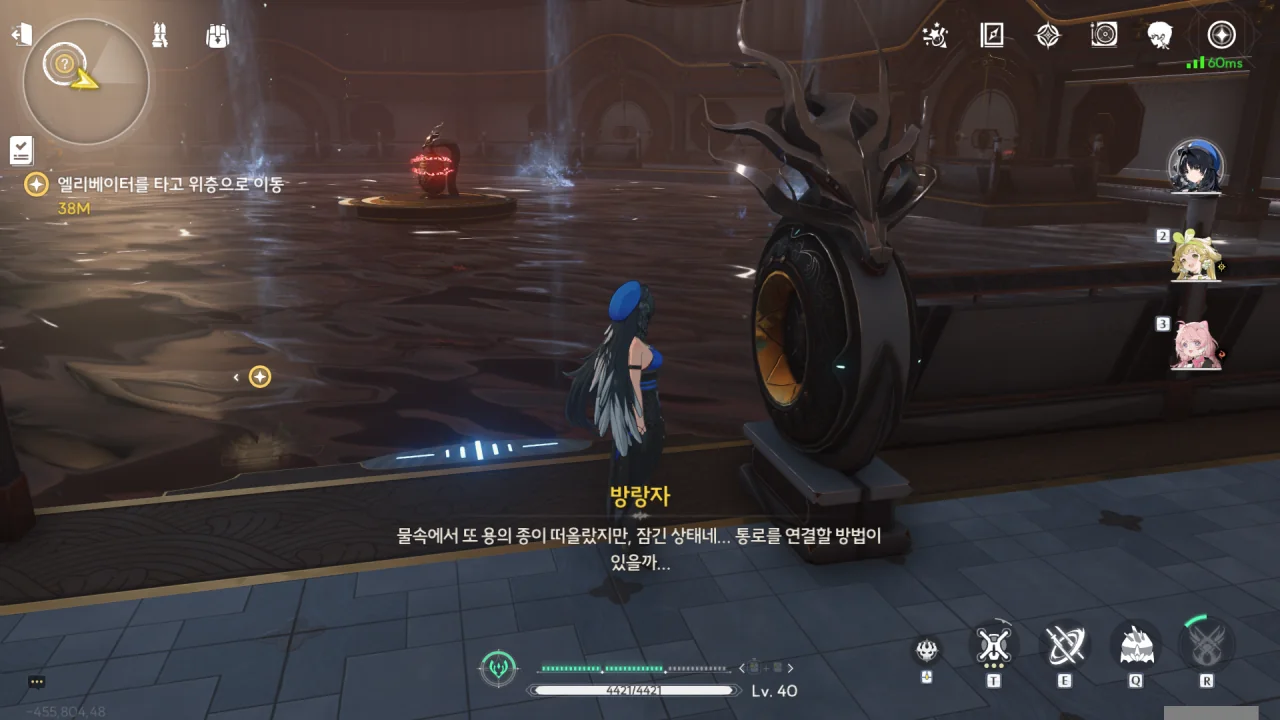 60ms
엘리베이터를 타고 위층으로 이동
38M
2
3
방랑자
물속에서 또 용의 종이 떠올랐지만, 잠긴 상태네... 통로를 연결할 방법이
있을까...
4421/4421
Lv. 40
T
E
Q
R
-455,804,48